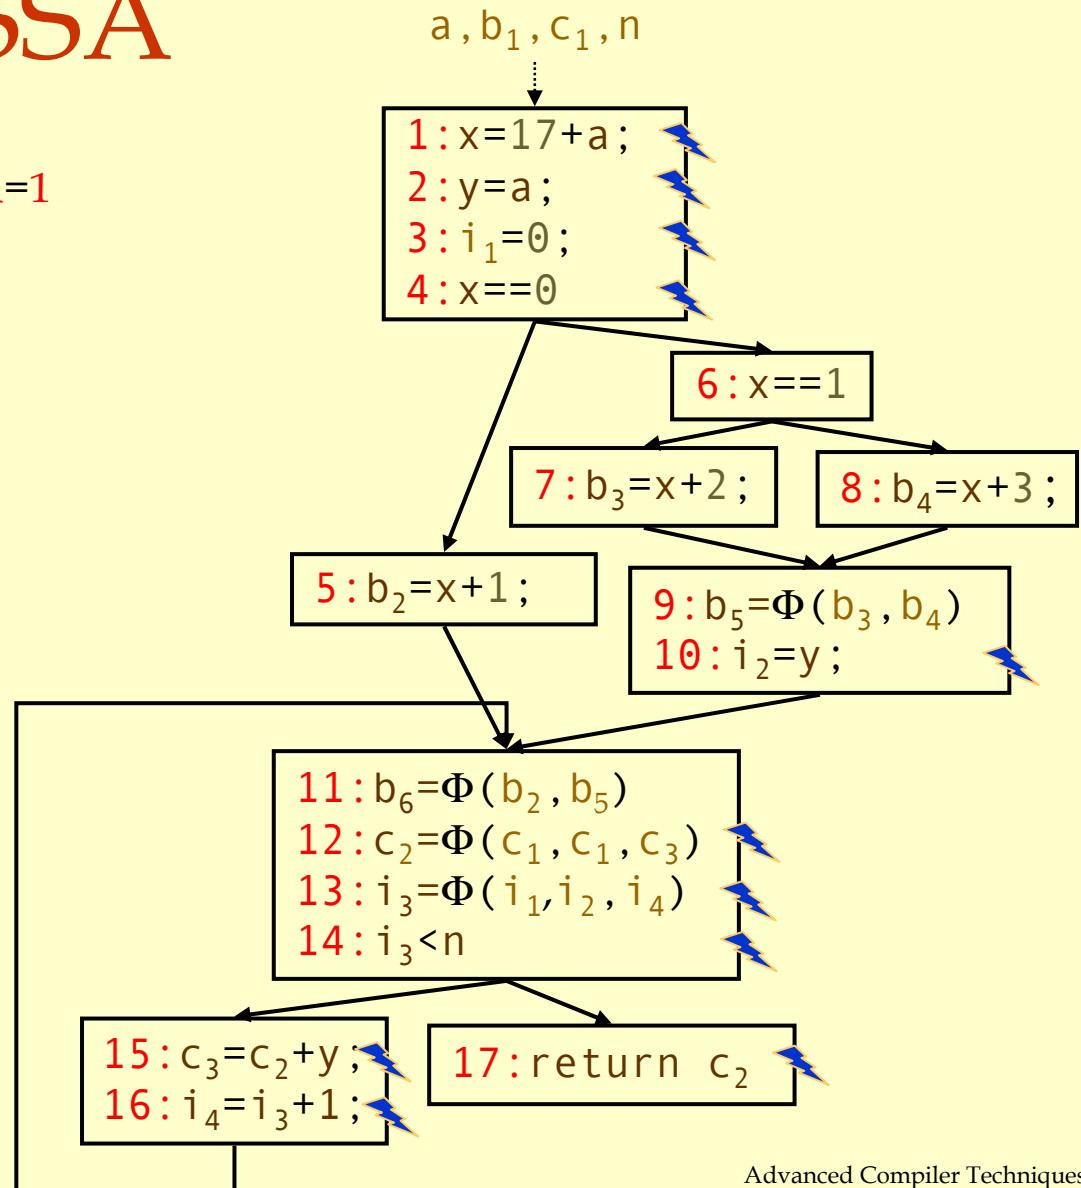 SSA
a,b1,c1,n
=1
1:x=17+a;
2:y=a;
3:i1=0;
4:x==0
6:x==1
7:b3=x+2;
8:b4=x+3;
5:b2=x+1;
9:b5=Φ(b3,b4)
10:i2=y;
11:b6=Φ(b2,b5)
12:c2=Φ(c1,c1,c3)
13:i3=Φ(i1,i2,i4)
14:i3<n
15:c3=c2+y;
16:i4=i3+1;
17:return c2
Advanced Compiler Techniques